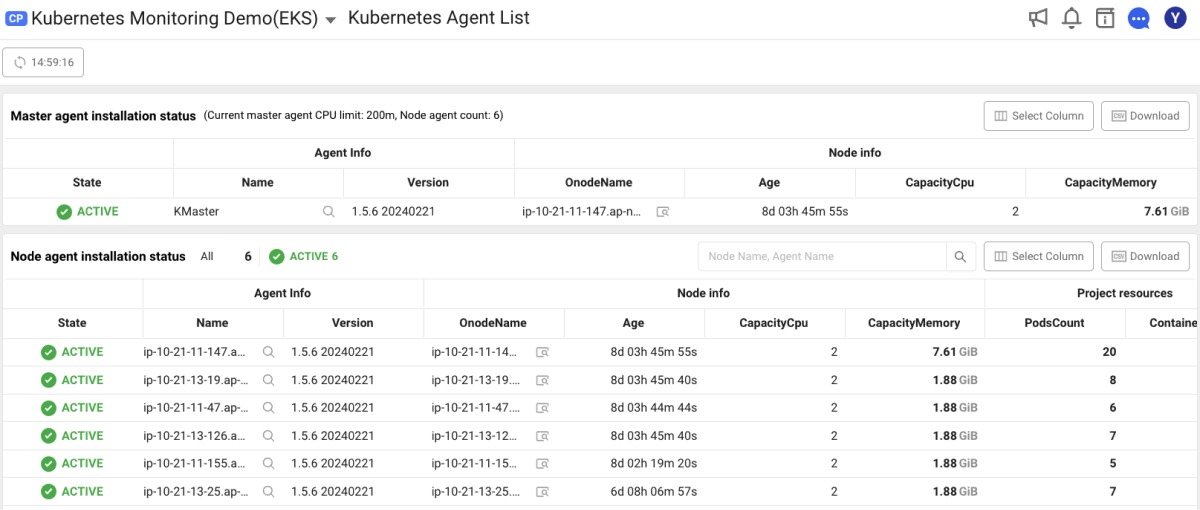 CP Kubernetes Monitoring Demo(EKS) Kubernetes Agent List Y
14:59:16
Master agent installation status (Current master agent CPU limit: 200m, Node agent count: 6) Select Column CSV Download
Agent Info Node info
State Name Version OnodeName Age CapacityCpu CapacityMemory
ACTIVE KMaster 1.5.6 20240221 ip-10-21-11-147.ap-n... 8d 03h 45m 55s 2 7.61 GiB
Node agent installation status All 6 ACTIVE 6 Node Name, Agent Name Select Column CSV Download
Agent Info Node info Project resources
State Name Version OnodeName Age CapacityCpu CapacityMemory PodsCount Containe
ACTIVE ip-10-21-11-147.a... 1.5.6 20240221 ip-10-21-11-14... 8d 03h 45m 55s 2 7.61 GiB 20
ACTIVE ip-10-21-13-19.ap-... 1.5.6 20240221 ip-10-21-13-19.... 8d 03h 45m 40s 2 1.88 GiB 8
ACTIVE ip-10-21-11-47.ap-... 1.5.6 20240221 ip-10-21-11-47.... 8d 03h 44m 44s 2 1.88 GiB 6
ACTIVE ip-10-21-13-126.a... 1.5.6 20240221 ip-10-21-13-12... 8d 03h 45m 40s 2 1.88 GiB 7
ACTIVE ip-10-21-11-155.a... 1.5.6 20240221 ip-10-21-11-15... 8d 02h 19m 20s 2 1.88 GiB 5
ACTIVE ip-10-21-13-25.ap-... 1.5.6 20240221 ip-10-21-13-25.... 6d 08h 06m 57s 2 1.88 GiB 7